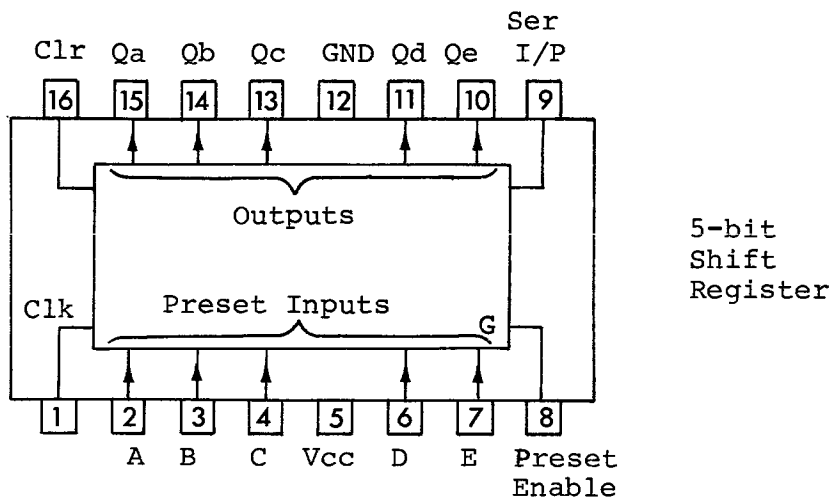 Ser
Clr Qa Qb Qc GND Qd Qe I/P
16 15 14 13 12 11 10 9
Outputs
5-bit
Shift
Register
Clk Preset Inputs
G
1 2 3 4 5 6 7 8
A B C Vcc D E Preset
Enable